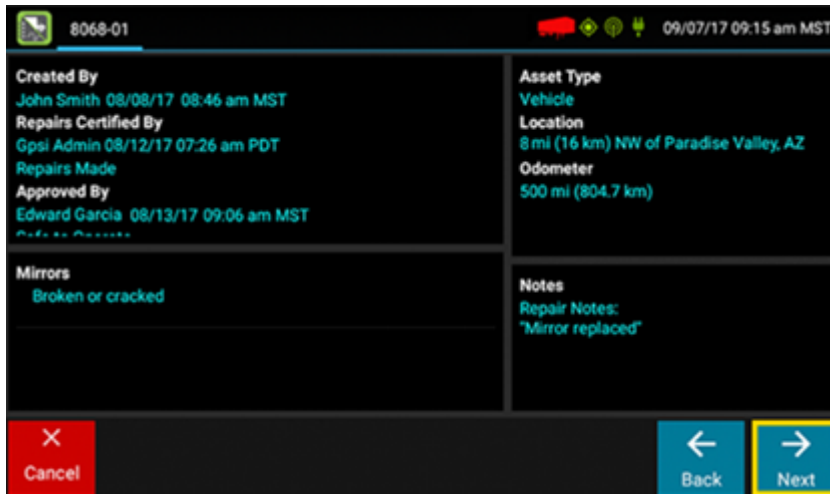 8068-01
09/07/17 09:15 am MST
Created By
John Smith 08/08/17 08:46 am MST
Repairs Certified By
Gpsi Admin 08/12/17 07:26 am PDT
Repairs Made
Approved By
Edward Garcia 08/13/17 09:06 am MST
Safe to Operate
Asset Type
Vehicle
Location
8 mi (16 km) NW of Paradise Valley, AZ
Odometer
500 mi (804.7 km)
Mirrors
Broken or cracked
Notes
Repair Notes:
"Mirror replaced"
Cancel
Back
Next